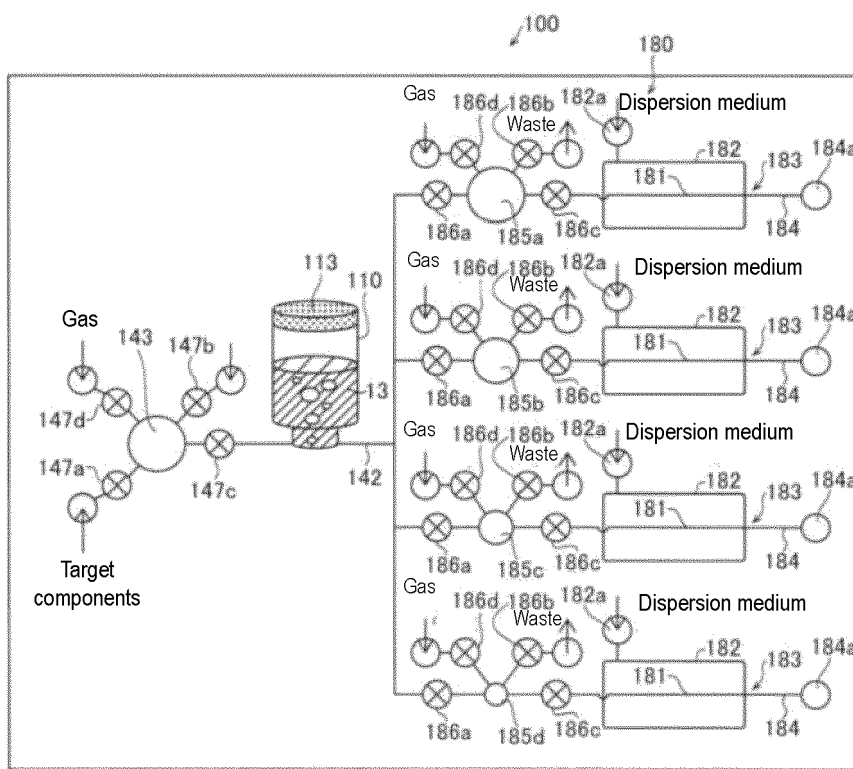 100
180
Gas
186d
186b
182a
Dispersion medium
Waste
182
183
184a
181
186a
185a
186c
184
113
110
Gas
186d
186b
182a
Dispersion medium
Waste
182
183
184a
181
186a
185b
186c
184
Gas
143
147b
13
147d
147a
147c
142
Target
components
Gas
186d
186b
182a
Dispersion medium
Waste
182
183
184a
181
186a
185c
186c
184
Gas
186d
186b
182a
Dispersion medium
Waste
182
183
184a
181
186a
185d
186c
184